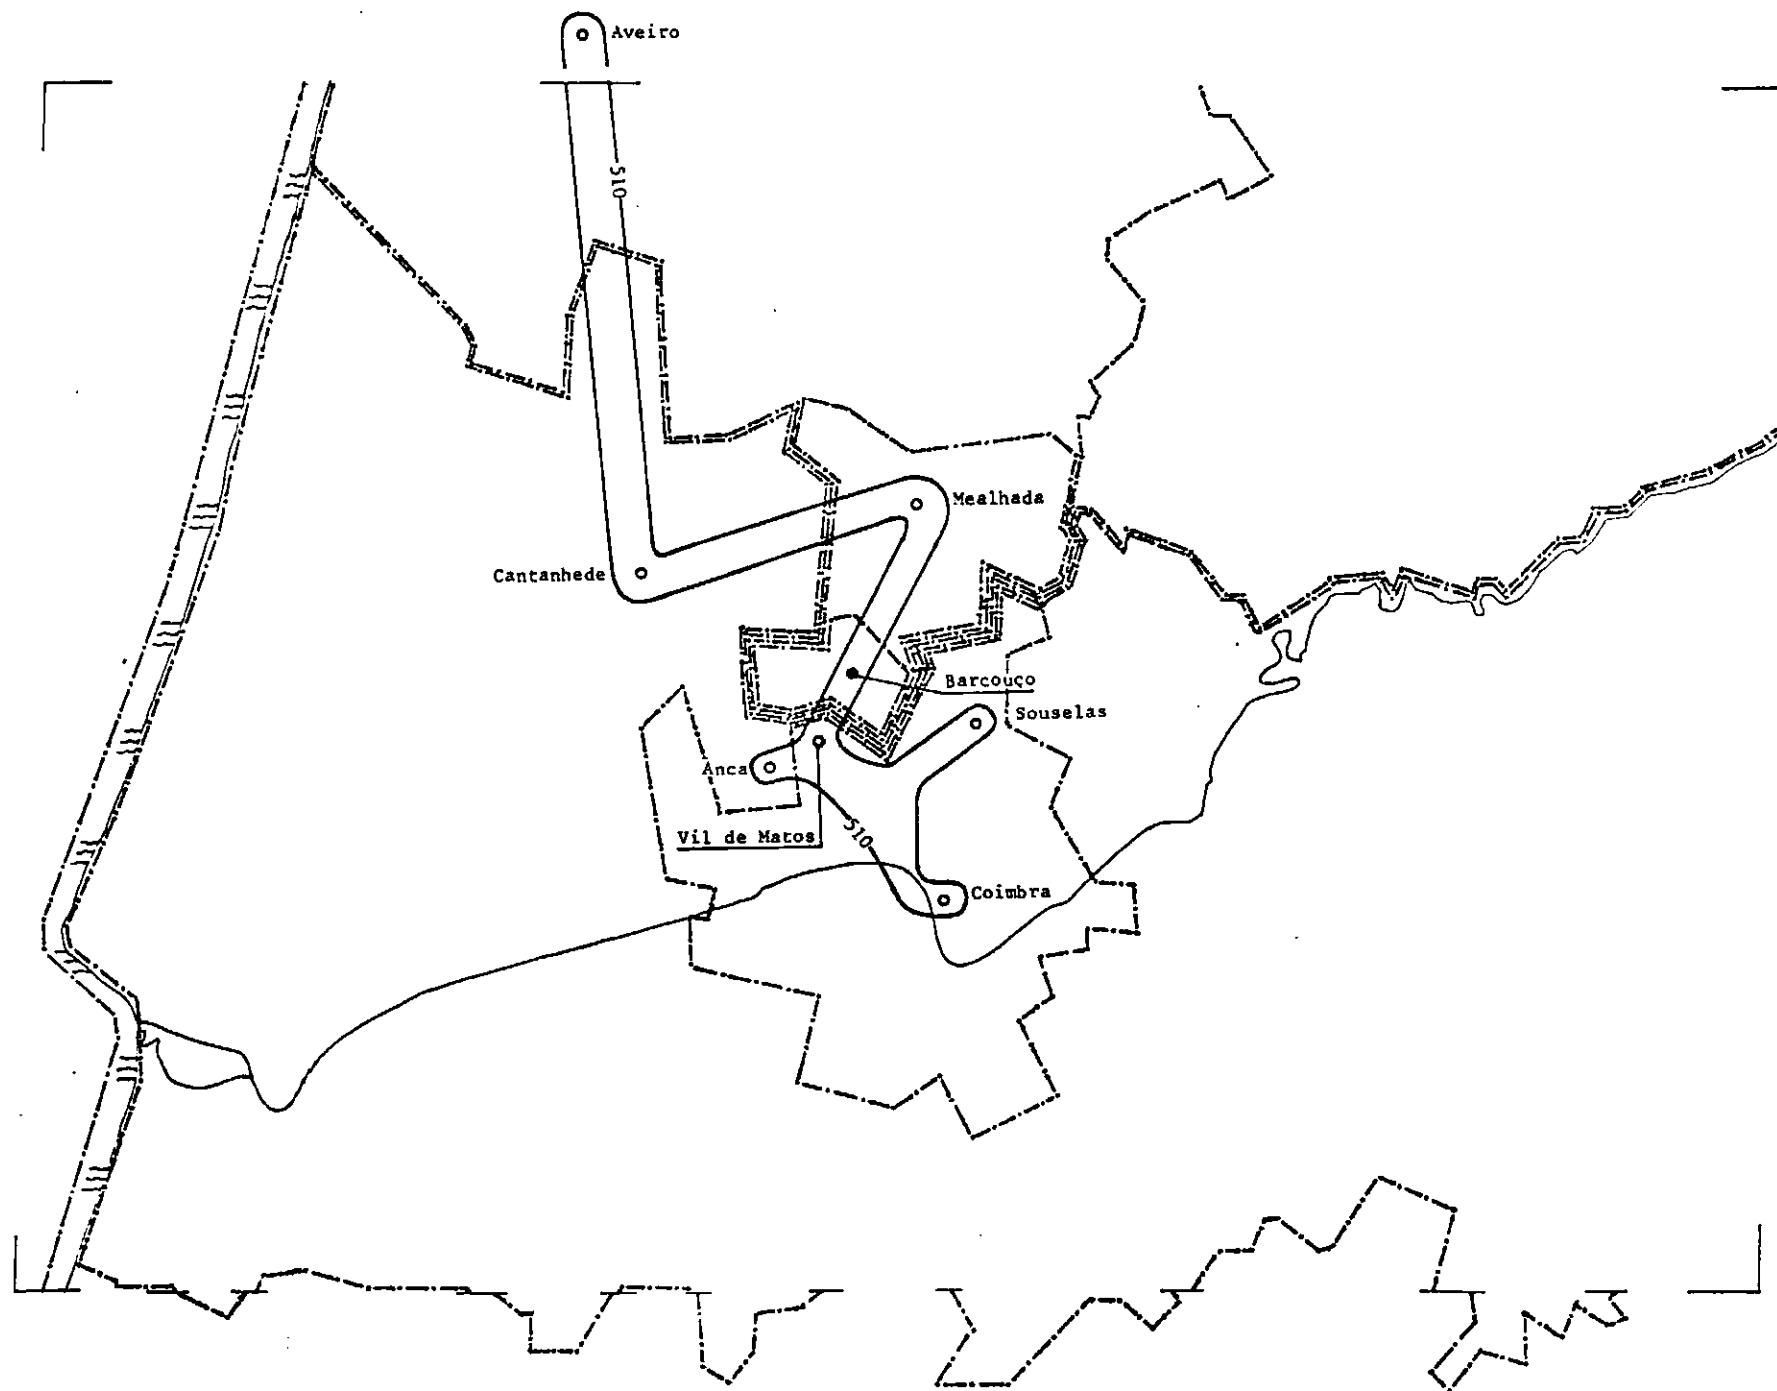 Aveiro
510
Mealhada
Cantanhede
Barcouço
Souselas
Anca
510
Vil de Matos
Coimbra